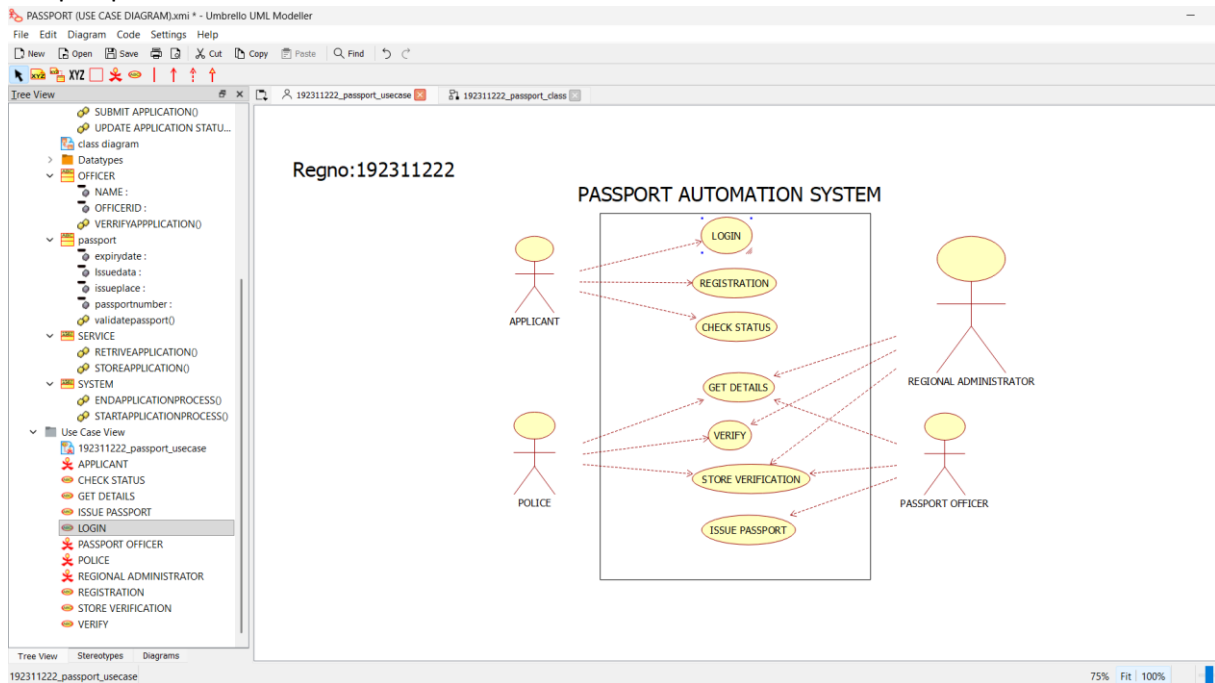 PASSPORT (USE CASE DIAGRAM).xmi * - Umbrello UML Modeller
File Edit Diagram Code Settings Help
New Open Save Cut Copy Paste Find
XYZ XYZ
Tree View
192311222_passport_usecase 192311222_passport_class
SUBMIT APPLICATION()
UPDATE APPLICATION STATU...
class diagram
Datatypes
OFFICER
NAME :
OFFICERID :
VERRIFYAPPPLICATION()
passport
expirydate :
Issuedata :
issueplace :
passportnumber :
validatepassport()
SERVICE
RETRIVEAPPLICATION()
STOREAPPLICATION()
SYSTEM
ENDAPPLICATIONPROCESS()
STARTAPPLICATIONPROCESS()
Use Case View
192311222_passport_usecase
APPLICANT
CHECK STATUS
GET DETAILS
ISSUE PASSPORT
LOGIN
PASSPORT OFFICER
POLICE
REGIONAL ADMINISTRATOR
REGISTRATION
STORE VERIFICATION
VERIFY
Tree View Stereotypes Diagrams
192311222_passport_usecase
Regno:192311222
PASSPORT AUTOMATION SYSTEM
LOGIN
REGISTRATION
APPLICANT
CHECK STATUS
REGIONAL ADMINISTRATOR
GET DETAILS
VERIFY
STORE VERIFICATION
POLICE
PASSPORT OFFICER
ISSUE PASSPORT
75% Fit 100%